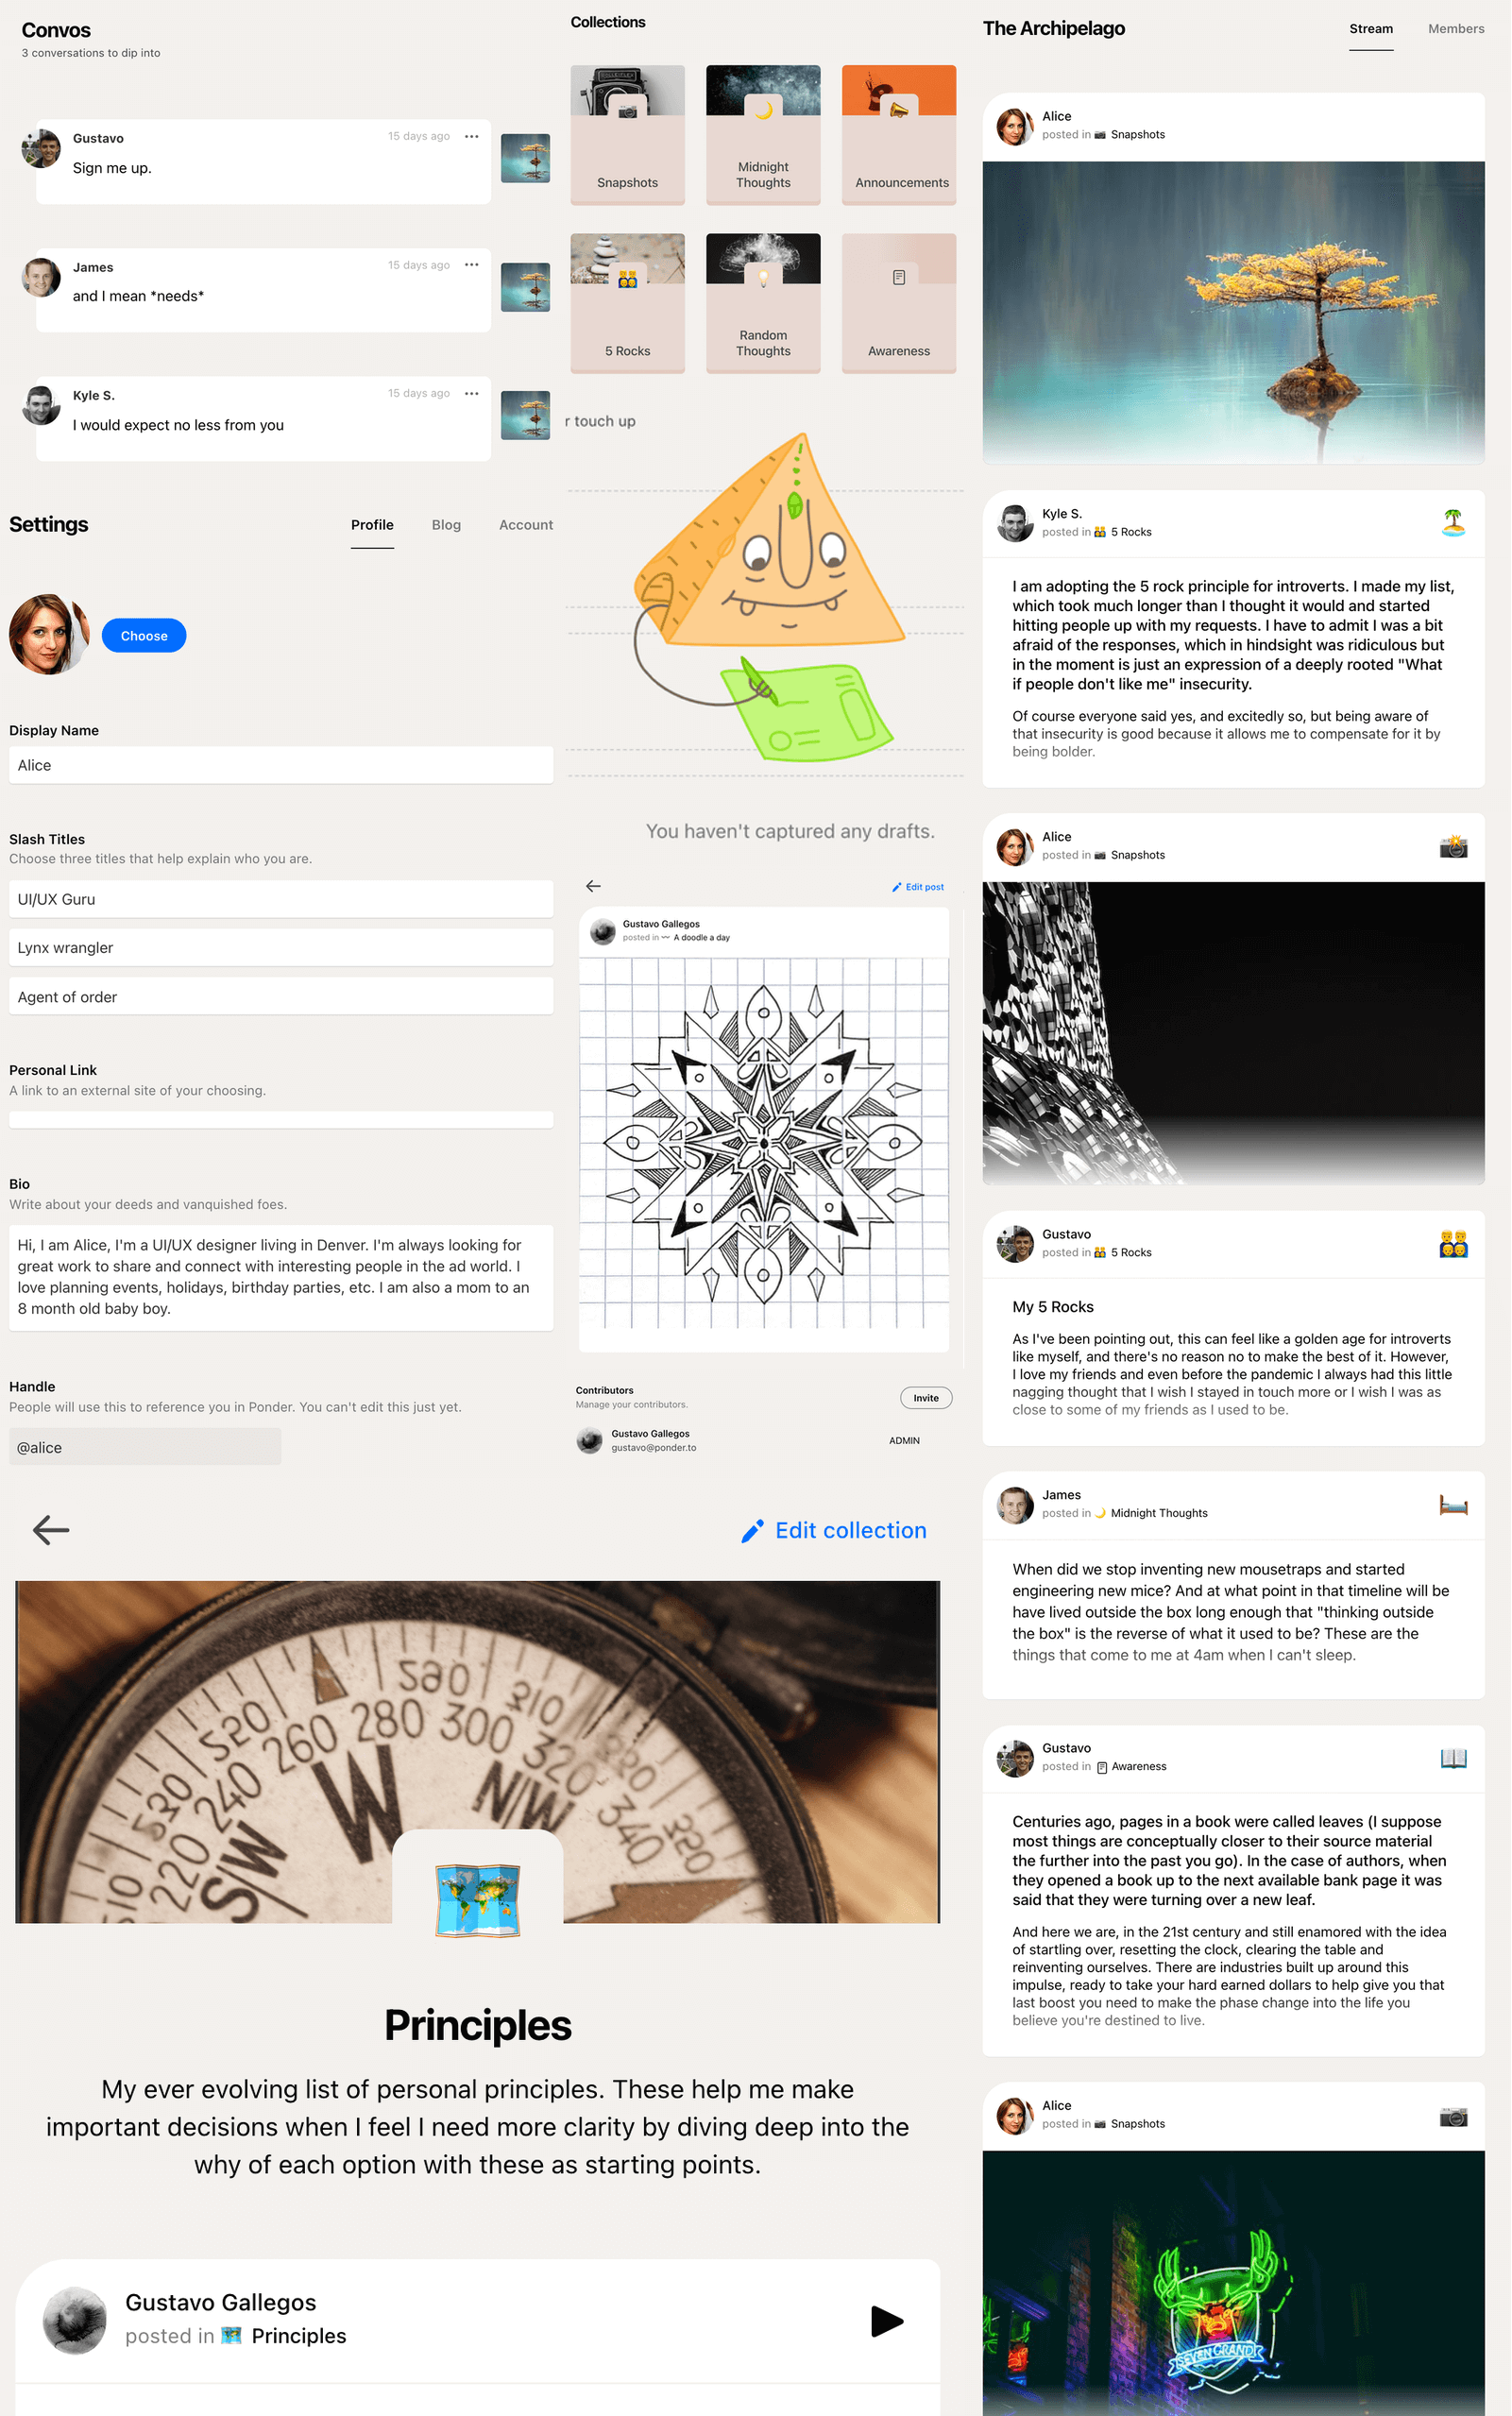 Convos
3 conversations to dip into
Gustavo
15 days ago
Sign me up.
James
15 days ago
and I mean *needs*
Kyle S.
15 days ago
I would expect no less from you
Settings
Profile
Blog
Account
Choose
Display Name
Alice
Slash Titles
Choose three titles that help explain who you are.
UI/UX Guru
Lynx wrangler
Agent of order
Personal Link
A link to an external site of your choosing.
Bio
Write about your deeds and vanquished foes.
Hi, I am Alice, I'm a UI/UX designer living in Denver. I'm always looking for
great work to share and connect with interesting people in the ad world. I
love planning events, holidays, birthday parties, etc. I am also a mom to an
8 month old baby boy.
Handle
People will use this to reference you in Ponder. You can't edit this just yet.
@alice
Collections
Snapshots
Midnight
Thoughts
Announcements
5 Rocks
Random
Thoughts
Awareness
r touch up
You haven't captured any drafts.
Edit post
Gustavo Gallegos
posted in A doodle a day
Contributors
Manage your contributors.
Invite
Gustavo Gallegos
gustavo@ponder.to
ADMIN
Edit collection
280
310
520
260 280 300 320
240
220
340
W
NW
SW
Principles
My ever evolving list of personal principles. These help me make
important decisions when I feel I need more clarity by diving deep into the
why of each option with these as starting points.
Gustavo Gallegos
posted in Principles
The Archipelago
Stream
Members
Alice
posted in Snapshots
Kyle S.
posted in 5 Rocks
I am adopting the 5 rock principle for introverts. I made my list,
which took much longer than I thought it would and started
hitting people up with my requests. I have to admit I was a bit
afraid of the responses, which in hindsight was ridiculous but
in the moment is just an expression of a deeply rooted "What
if people don't like me" insecurity.
Of course everyone said yes, and excitedly so, but being aware of
that insecurity is good because it allows me to compensate for it by
being bolder.
Alice
posted in Snapshots
Gustavo
posted in 5 Rocks
My 5 Rocks
As I've been pointing out, this can feel like a golden age for introverts
like myself, and there's no reason no to make the best of it. However,
I love my friends and even before the pandemic I always had this little
nagging thought that I wish I stayed in touch more or I wish I was as
close to some of my friends as I used to be.
James
posted in Midnight Thoughts
When did we stop inventing new mousetraps and started
engineering new mice? And at what point in that timeline will be
have lived outside the box long enough that "thinking outside
the box" is the reverse of what it used to be? These are the
things that come to me at 4am when I can't sleep.
Gustavo
posted in Awareness
Centuries ago, pages in a book were called leaves (I suppose
most things are conceptually closer to their source material
the further into the past you go). In the case of authors, when
they opened a book up to the next available bank page it was
said that they were turning over a new leaf.
And here we are, in the 21st century and still enamored with the idea
of startling over, resetting the clock, clearing the table and
reinventing ourselves. There are industries built up around this
impulse, ready to take your hard earned dollars to help give you that
last boost you need to make the phase change into the life you
believe you're destined to live.
Alice
posted in Snapshots
SEVEN GRAND